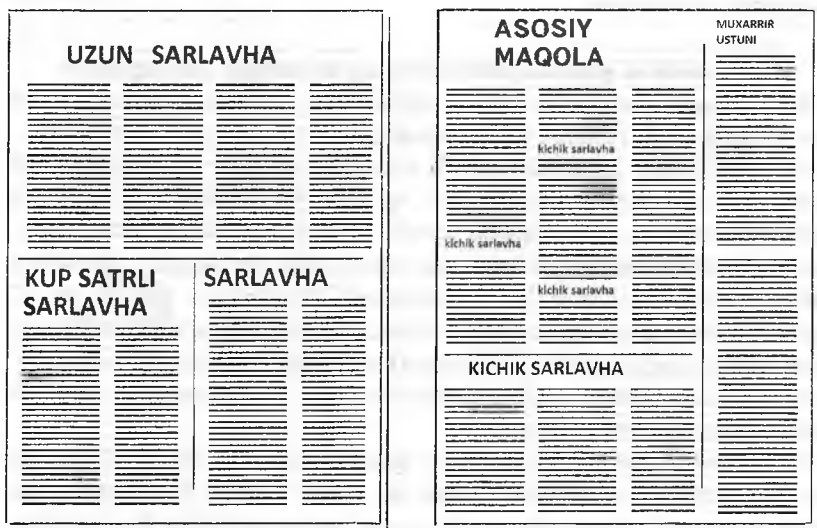 UZUN SARLAVHA
KUP SATRLI
SARLAVHA
SARLAVHA
ASOSIY
MAQOLA
kichik sarlavha
kichik sarlavha
kichik sarlavha
KICHIK SARLAVHA
MUXARRIR
USTUNI